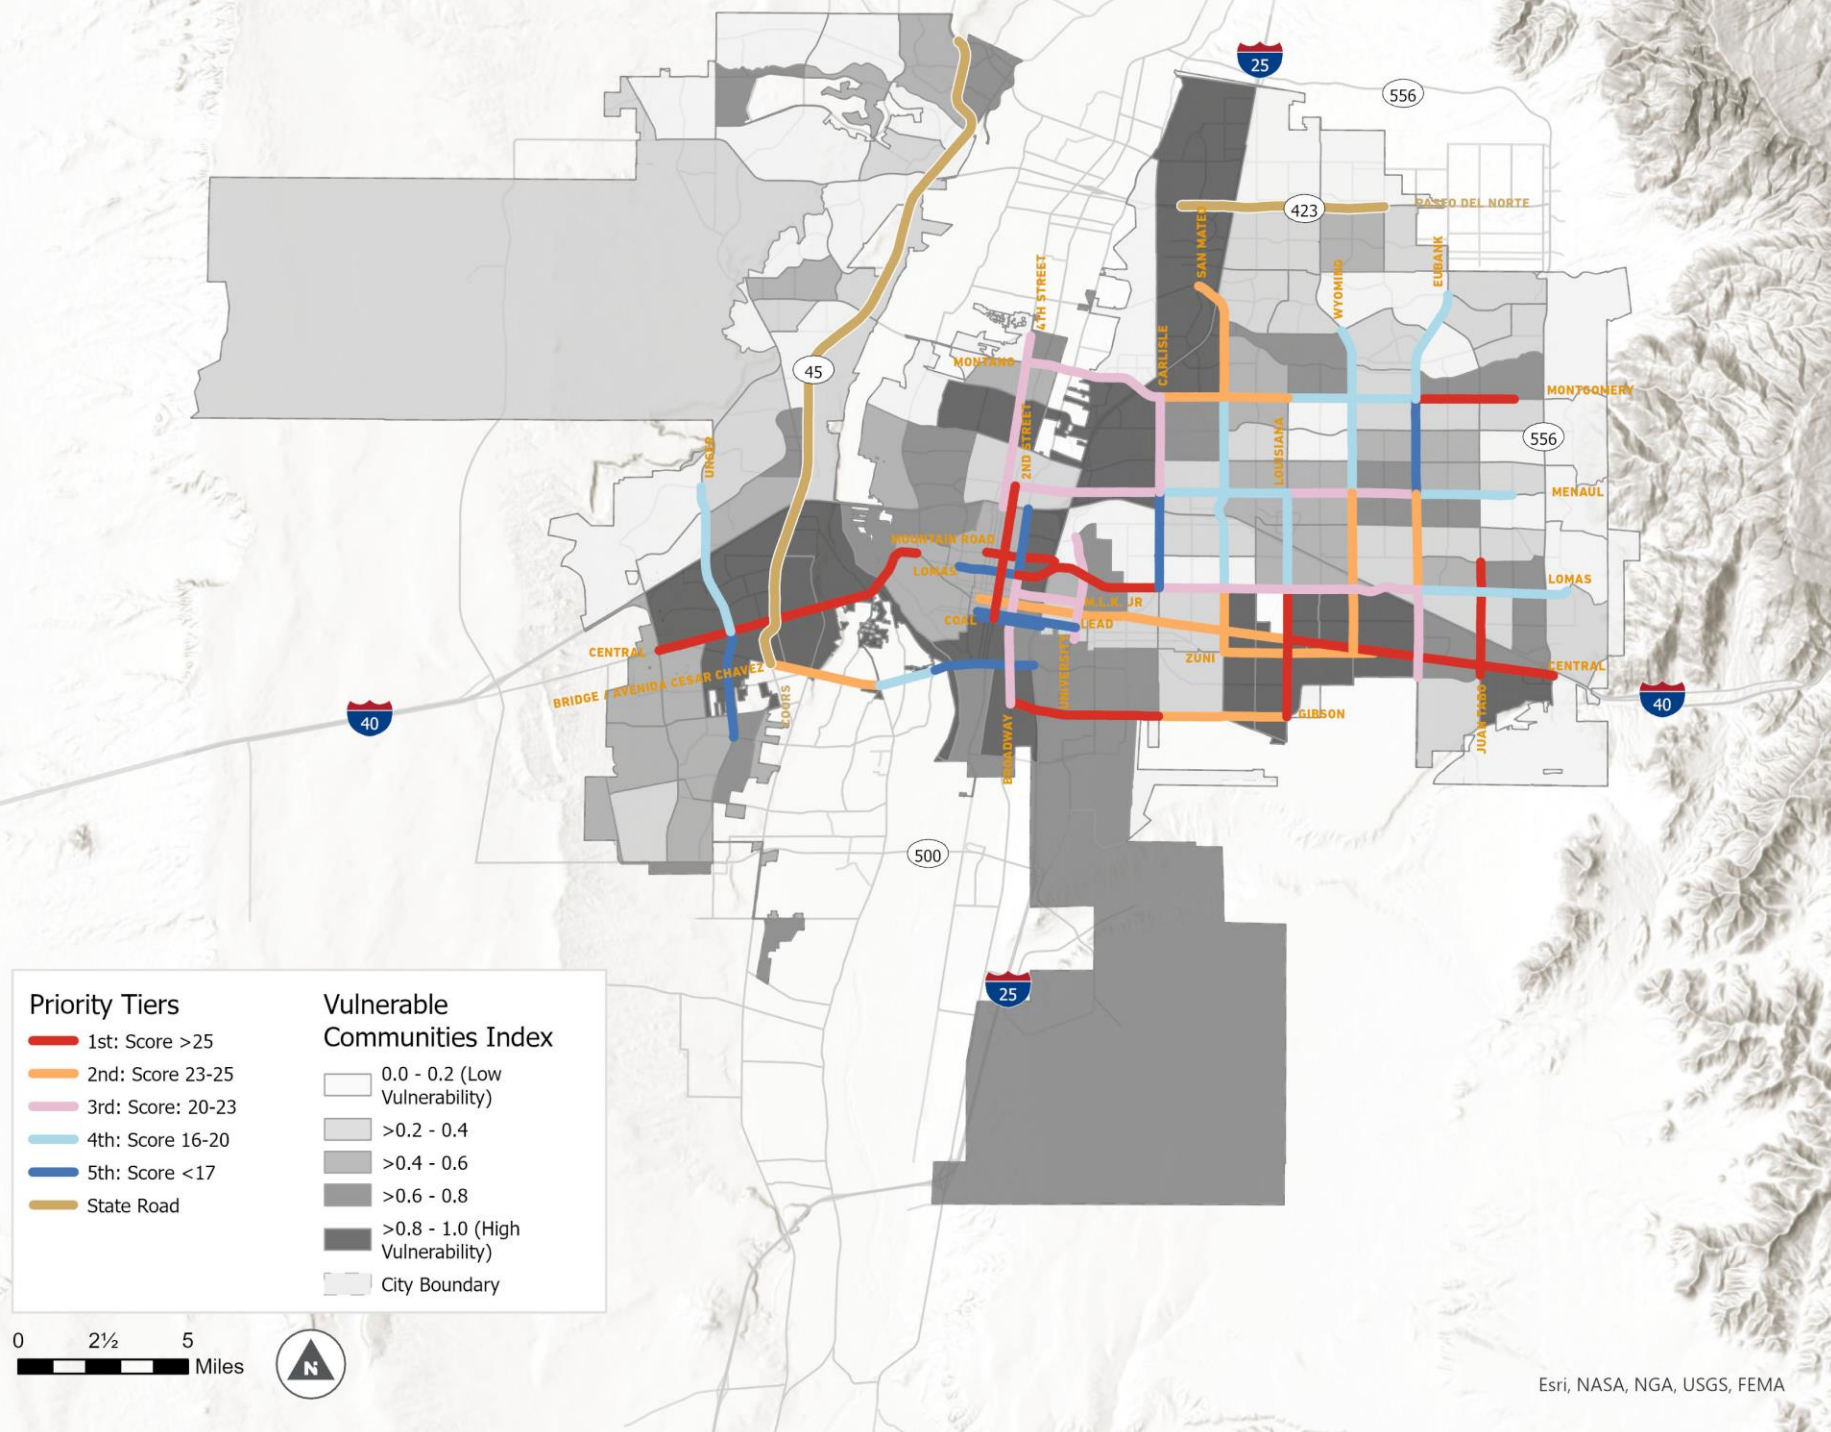 25
556
PASEO DEL NORTE
423
SAN MATEO
EUBANK
WYOMING
4TH STREET
CARLISLE
MONTANO
45
MONTGOMERY
2ND STREET
LOUISIANA
556
UNSER
MENAUL
MOUNTAIN ROAD
LOMAS
LOMAS
M.L.K. JR
COAL
LEAD
CENTRAL
ZUNI
CENTRAL
BRIDGE / AVENIDA CESAR CHAVEZ
UNIVERSITY
COORS
40
40
GIBSON
JUAN TABO
BROADWAY
500
25
Priority Tiers
1st: Score >25
2nd: Score 23-25
3rd: Score: 20-23
4th: Score 16-20
5th: Score <17
State Road
Vulnerable
Communities Index
0.0 - 0.2 (Low
Vulnerability)
>0.2 - 0.4
>0.4 - 0.6
>0.6 - 0.8
>0.8 - 1.0 (High
Vulnerability)
City Boundary
0 2½ 5
Miles
N
Esri, NASA, NGA, USGS, FEMA